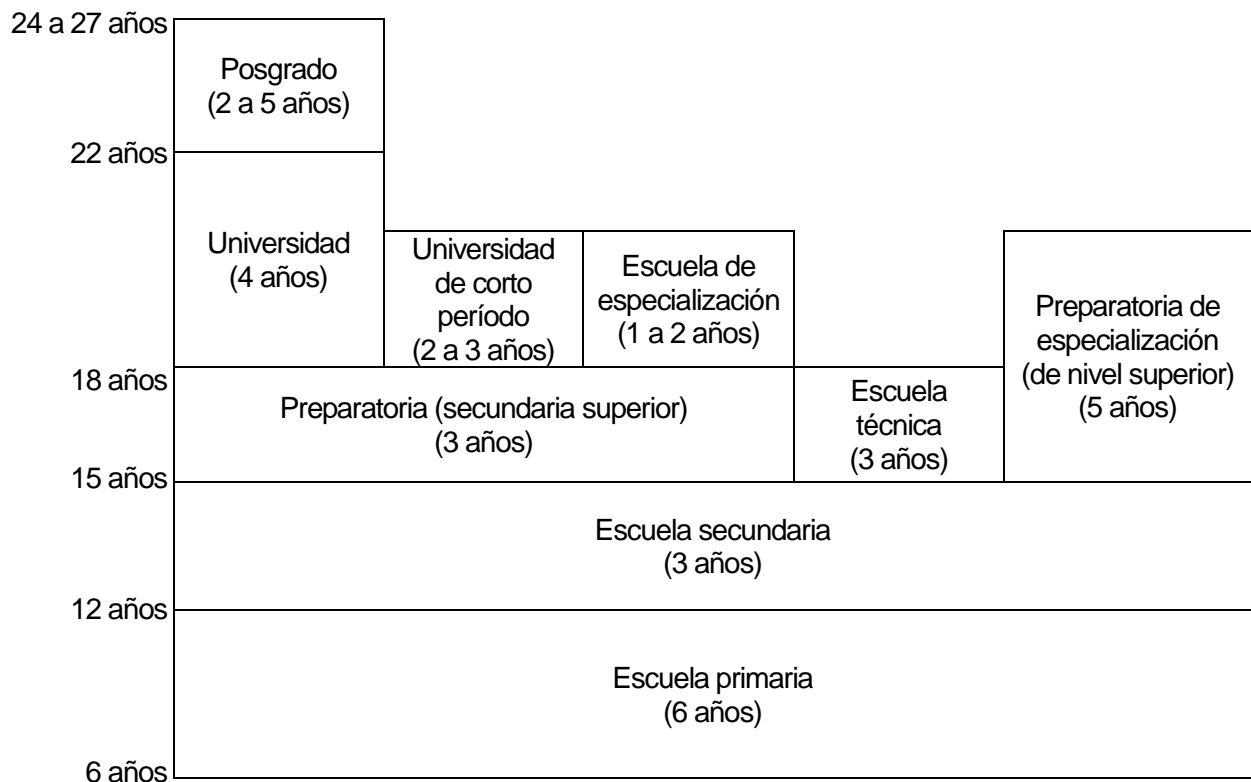 24 a 27 años
Posgrado
(2 a 5 años)
22 años
Universidad
(4 años)
Universidad
de corto
período
(2 a 3 años)
Escuela de
especialización
(1 a 2 años)
Preparatoria de
especialización
(de nivel superior)
(5 años)
18 años
Preparatoria (secundaria superior)
(3 años)
Escuela
técnica
(3 años)
15 años
Escuela secundaria
(3 años)
12 años
Escuela primaria
(6 años)
6 años